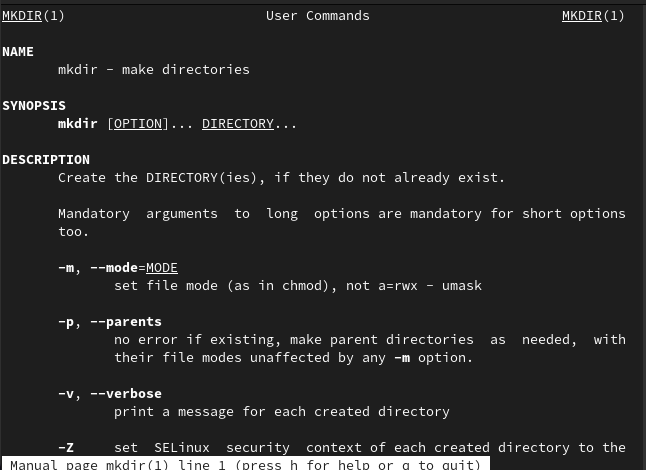 MKDIR(1) User Commands MKDIR(1)
NAME
mkdir - make directories
SYNOPSIS
mkdir [OPTION]... DIRECTORY...
DESCRIPTION
Create the DIRECTORY(ies), if they do not already exist.
Mandatory arguments to long options are mandatory for short options
too.
-m, --mode=MODE
set file mode (as in chmod), not a=rwx - umask
-p, --parents
no error if existing, make parent directories as needed, with
their file modes unaffected by any -m option.
-v, --verbose
print a message for each created directory
-Z set SELinux security context of each created directory to the
Manual page mkdir(1) line 1 (press h for help or q to quit)